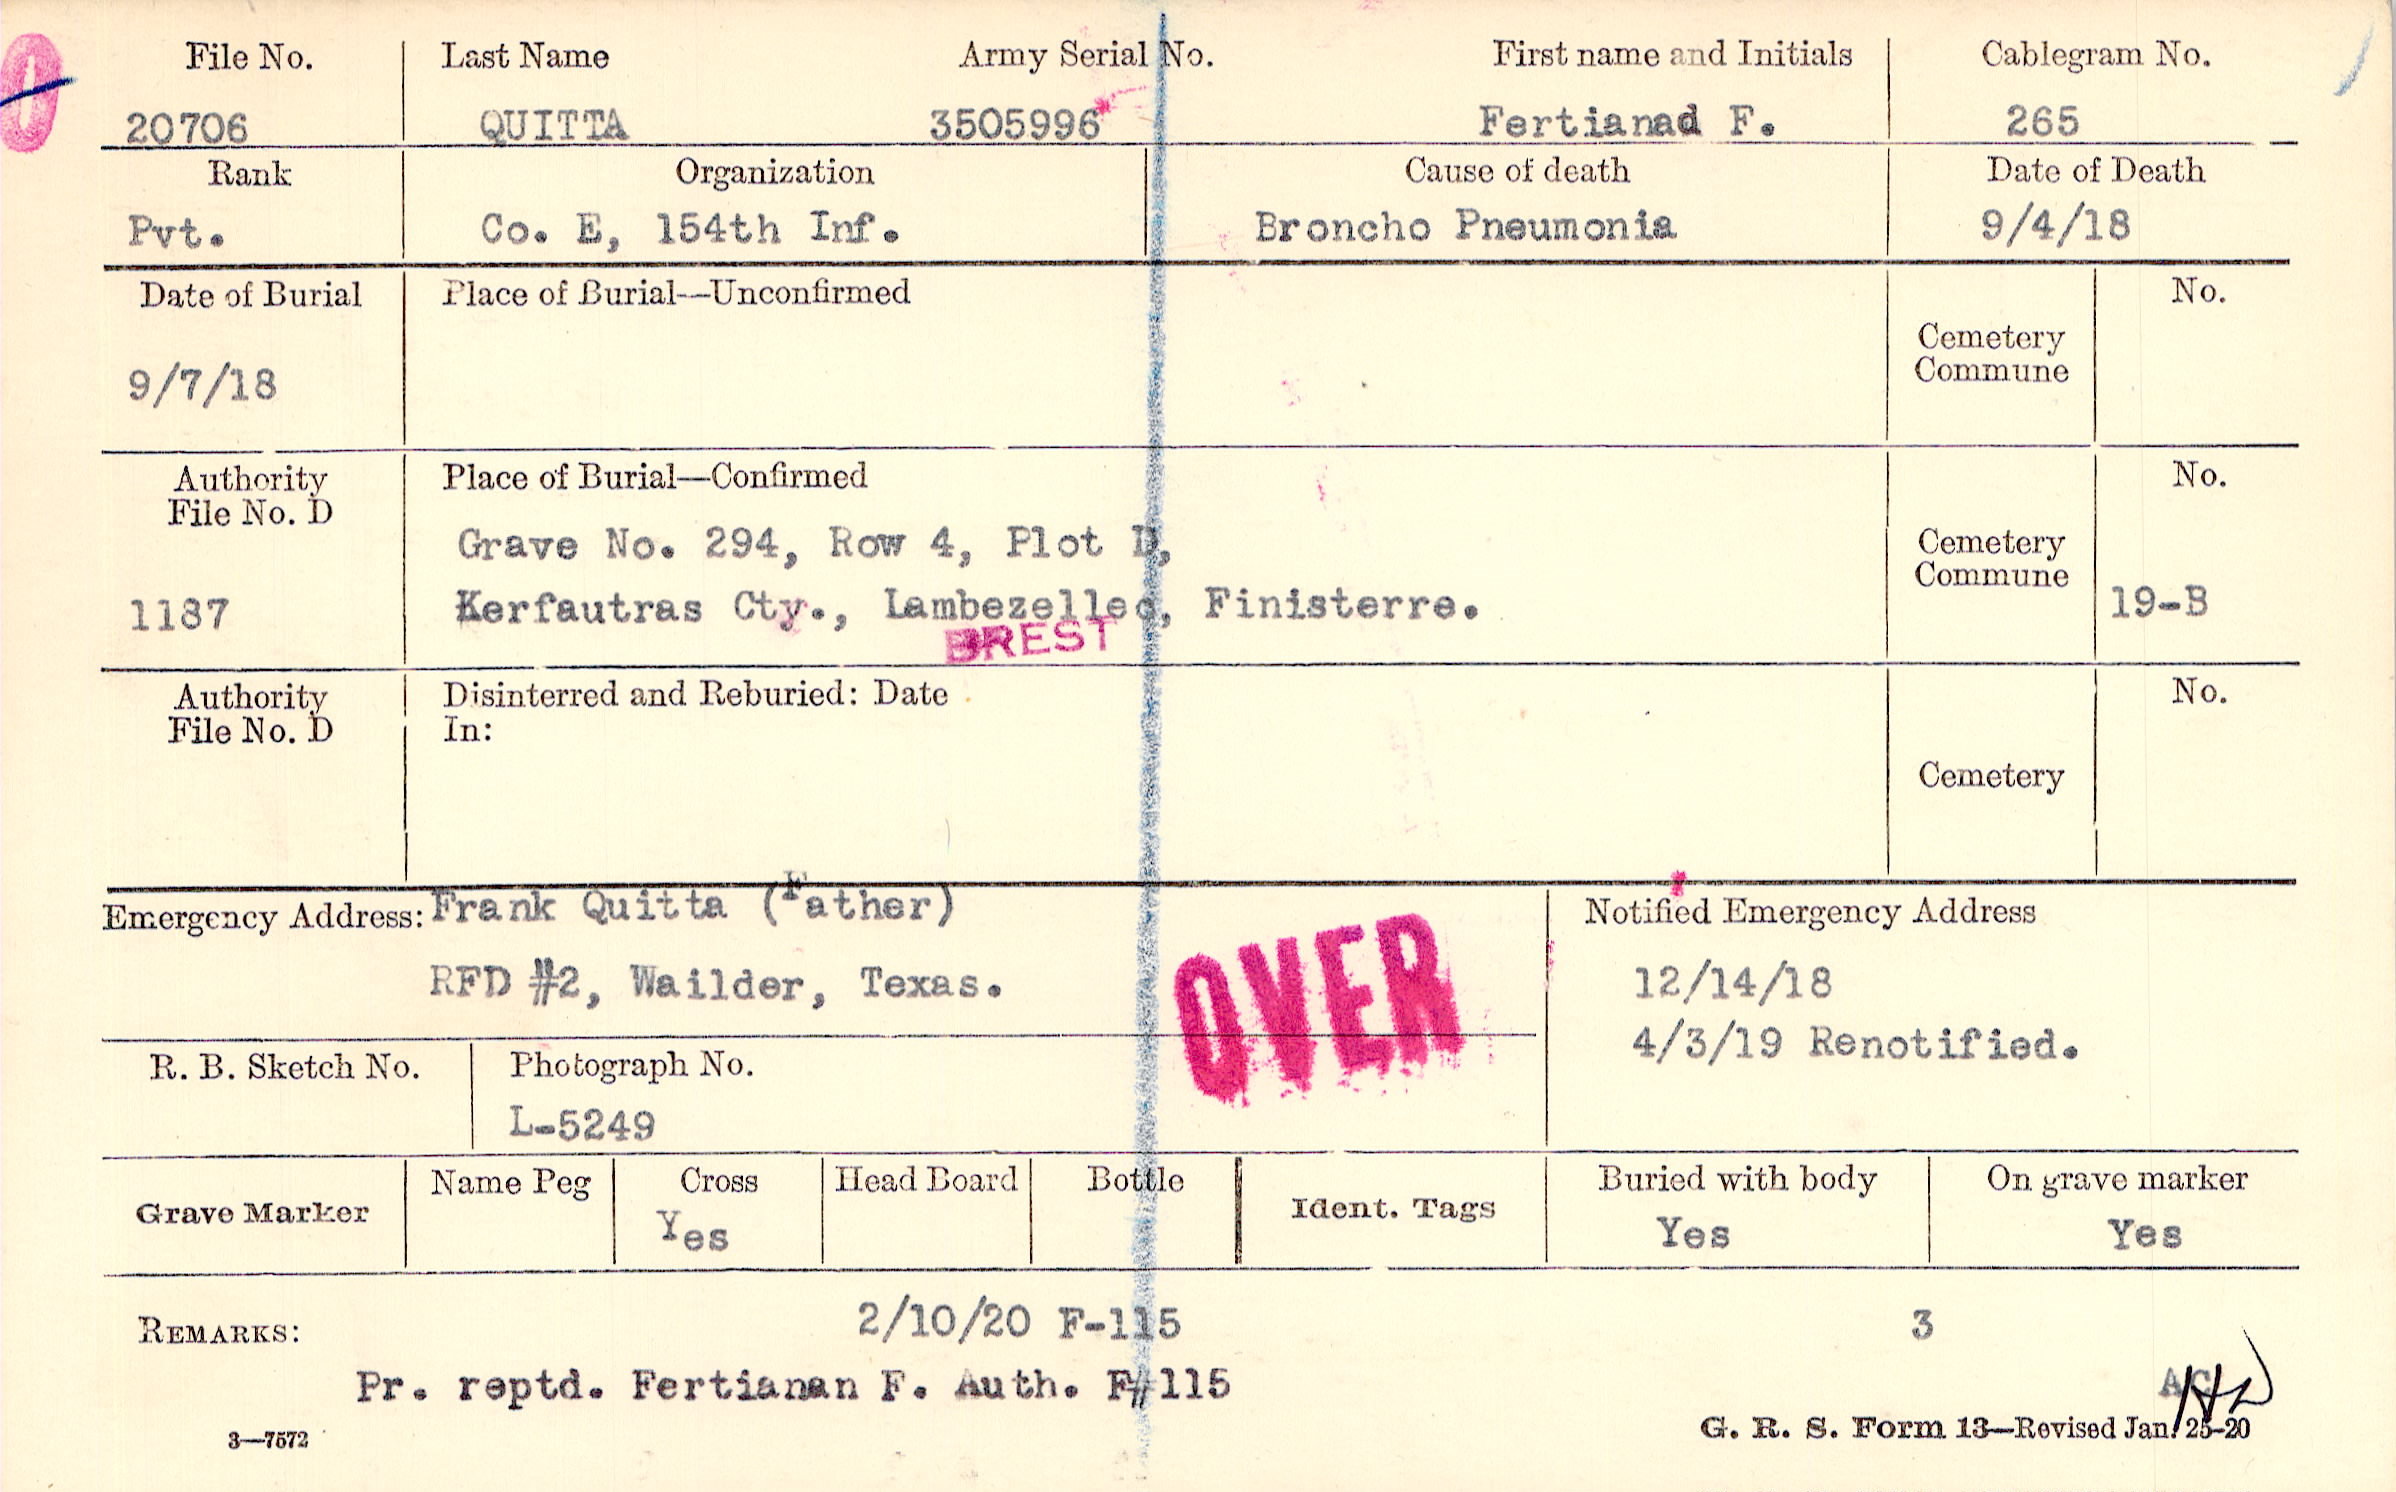 File No. Last Name Army Serial No. First name and Initials Cablegram No.
20706 QUITTA 3505996 Fertianad F. 265
Rank Organization Cause of death Date of Death
Pvt. Co. E, 154th Inf. Broncho Pneumonia 9/4/18
Date of Burial Place of Burial—Unconfirmed No.
Cemetery
Commune
9/7/18
Authority Place of Burial—Confirmed No.
File No. D
Grave No. 294, Row 4, Plot D, Cemetery
Commune
1187 Kerfautras Cty., Lambezellec, Finisterre. 19-B
BREST
Authority Disinterred and Reburied: Date No.
File No. D In:
Cemetery
Emergency Address: Frank Quitta (Father) Notified Emergency Address
RFD #2, Wailder, Texas. 12/14/18
OVER
4/3/19 Renotified.
R. B. Sketch No. Photograph No.
L-5249
Grave Marker Name Peg Cross Head Board Bottle Ident. Tags Buried with body On grave marker
Yes Yes Yes
REMARKS: 2/10/20 F-115 3
Pr. reptd. Fertianan F. Auth. F#115 AC
3—7572 G. R. S. Form 13—Revised Jan. 25-20